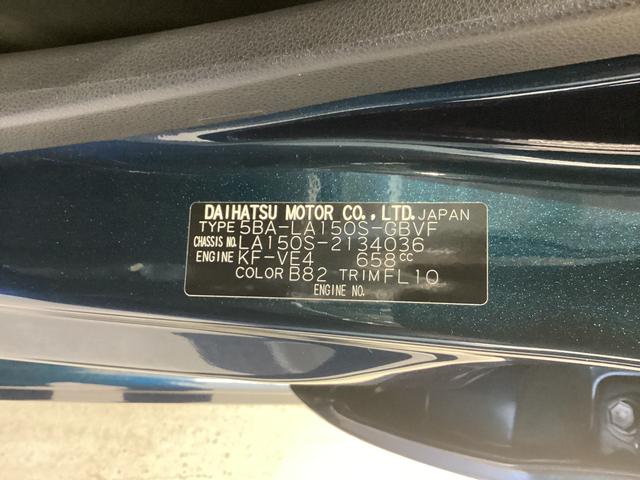 DAIHATSU MOTOR CO., LTD. JAPAN
TYPE 5BA-LA150S-GBVF
CHASSIS NO. LA150S-2134036
ENGINE KF-VE4 658CC
COLOR B82 TRIM FL10
ENGINE NO.